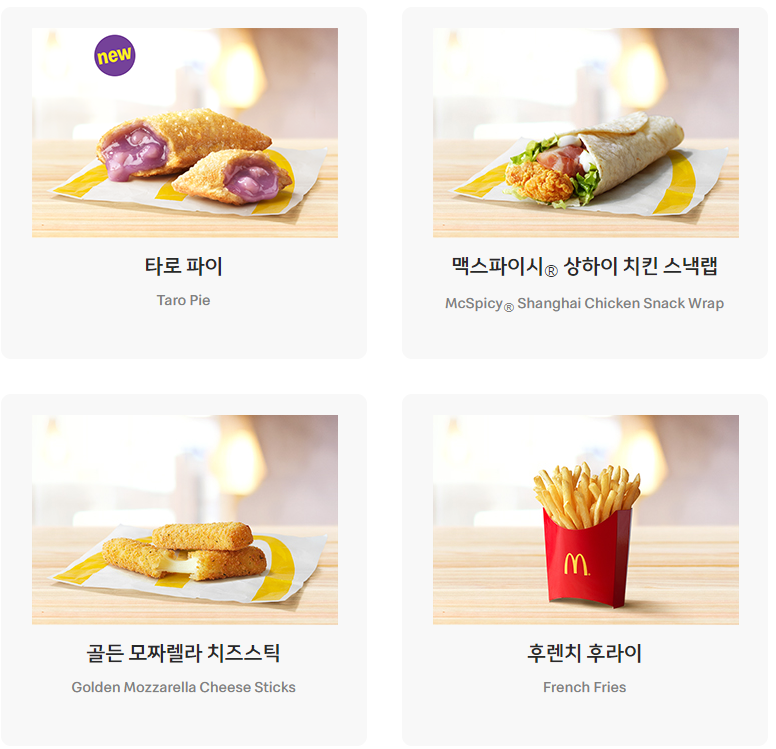 new
타로 파이
Taro Pie
맥스파이시® 상하이 치킨 스낵랩
McSpicy® Shanghai Chicken Snack Wrap
골든 모짜렐라 치즈스틱
Golden Mozzarella Cheese Sticks
후렌치 후라이
French Fries